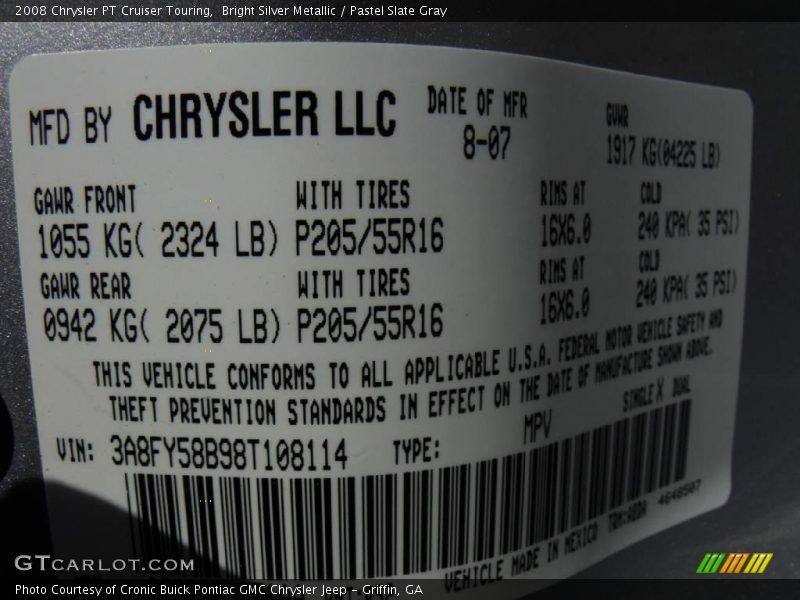 2008 Chrysler PT Cruiser Touring,  Bright Silver Metallic / Pastel Slate Gray
MFD BY CHRYSLER LLC DATE OF MFR GVWR
8-07 1917 KG(04225 LB)
GAWR FRONT WITH TIRES RIMS AT COLD
1055 KG( 2324 LB) P205/55R16 16X6.0 240 KPA( 35 PSI)
GAWR REAR WITH TIRES RIMS AT COLD
0942 KG( 2075 LB) P205/55R16 16X6.0 240 KPA( 35 PSI)
THIS VEHICLE CONFORMS TO ALL APPLICABLE U.S.A. FEDERAL MOTOR VEHICLE SAFETY AND
THEFT PREVENTION STANDARDS IN EFFECT ON THE DATE OF MANUFACTURE SHOWN ABOVE.
VIN: 3A8FY58B98T108114 TYPE: MPV SINGLE X DUAL
VEHICLE MADE IN MEXICO 4648507
GTCARLOT.COM
Photo Courtesy of Cronic Buick Pontiac GMC Chrysler Jeep - Griffin, GA